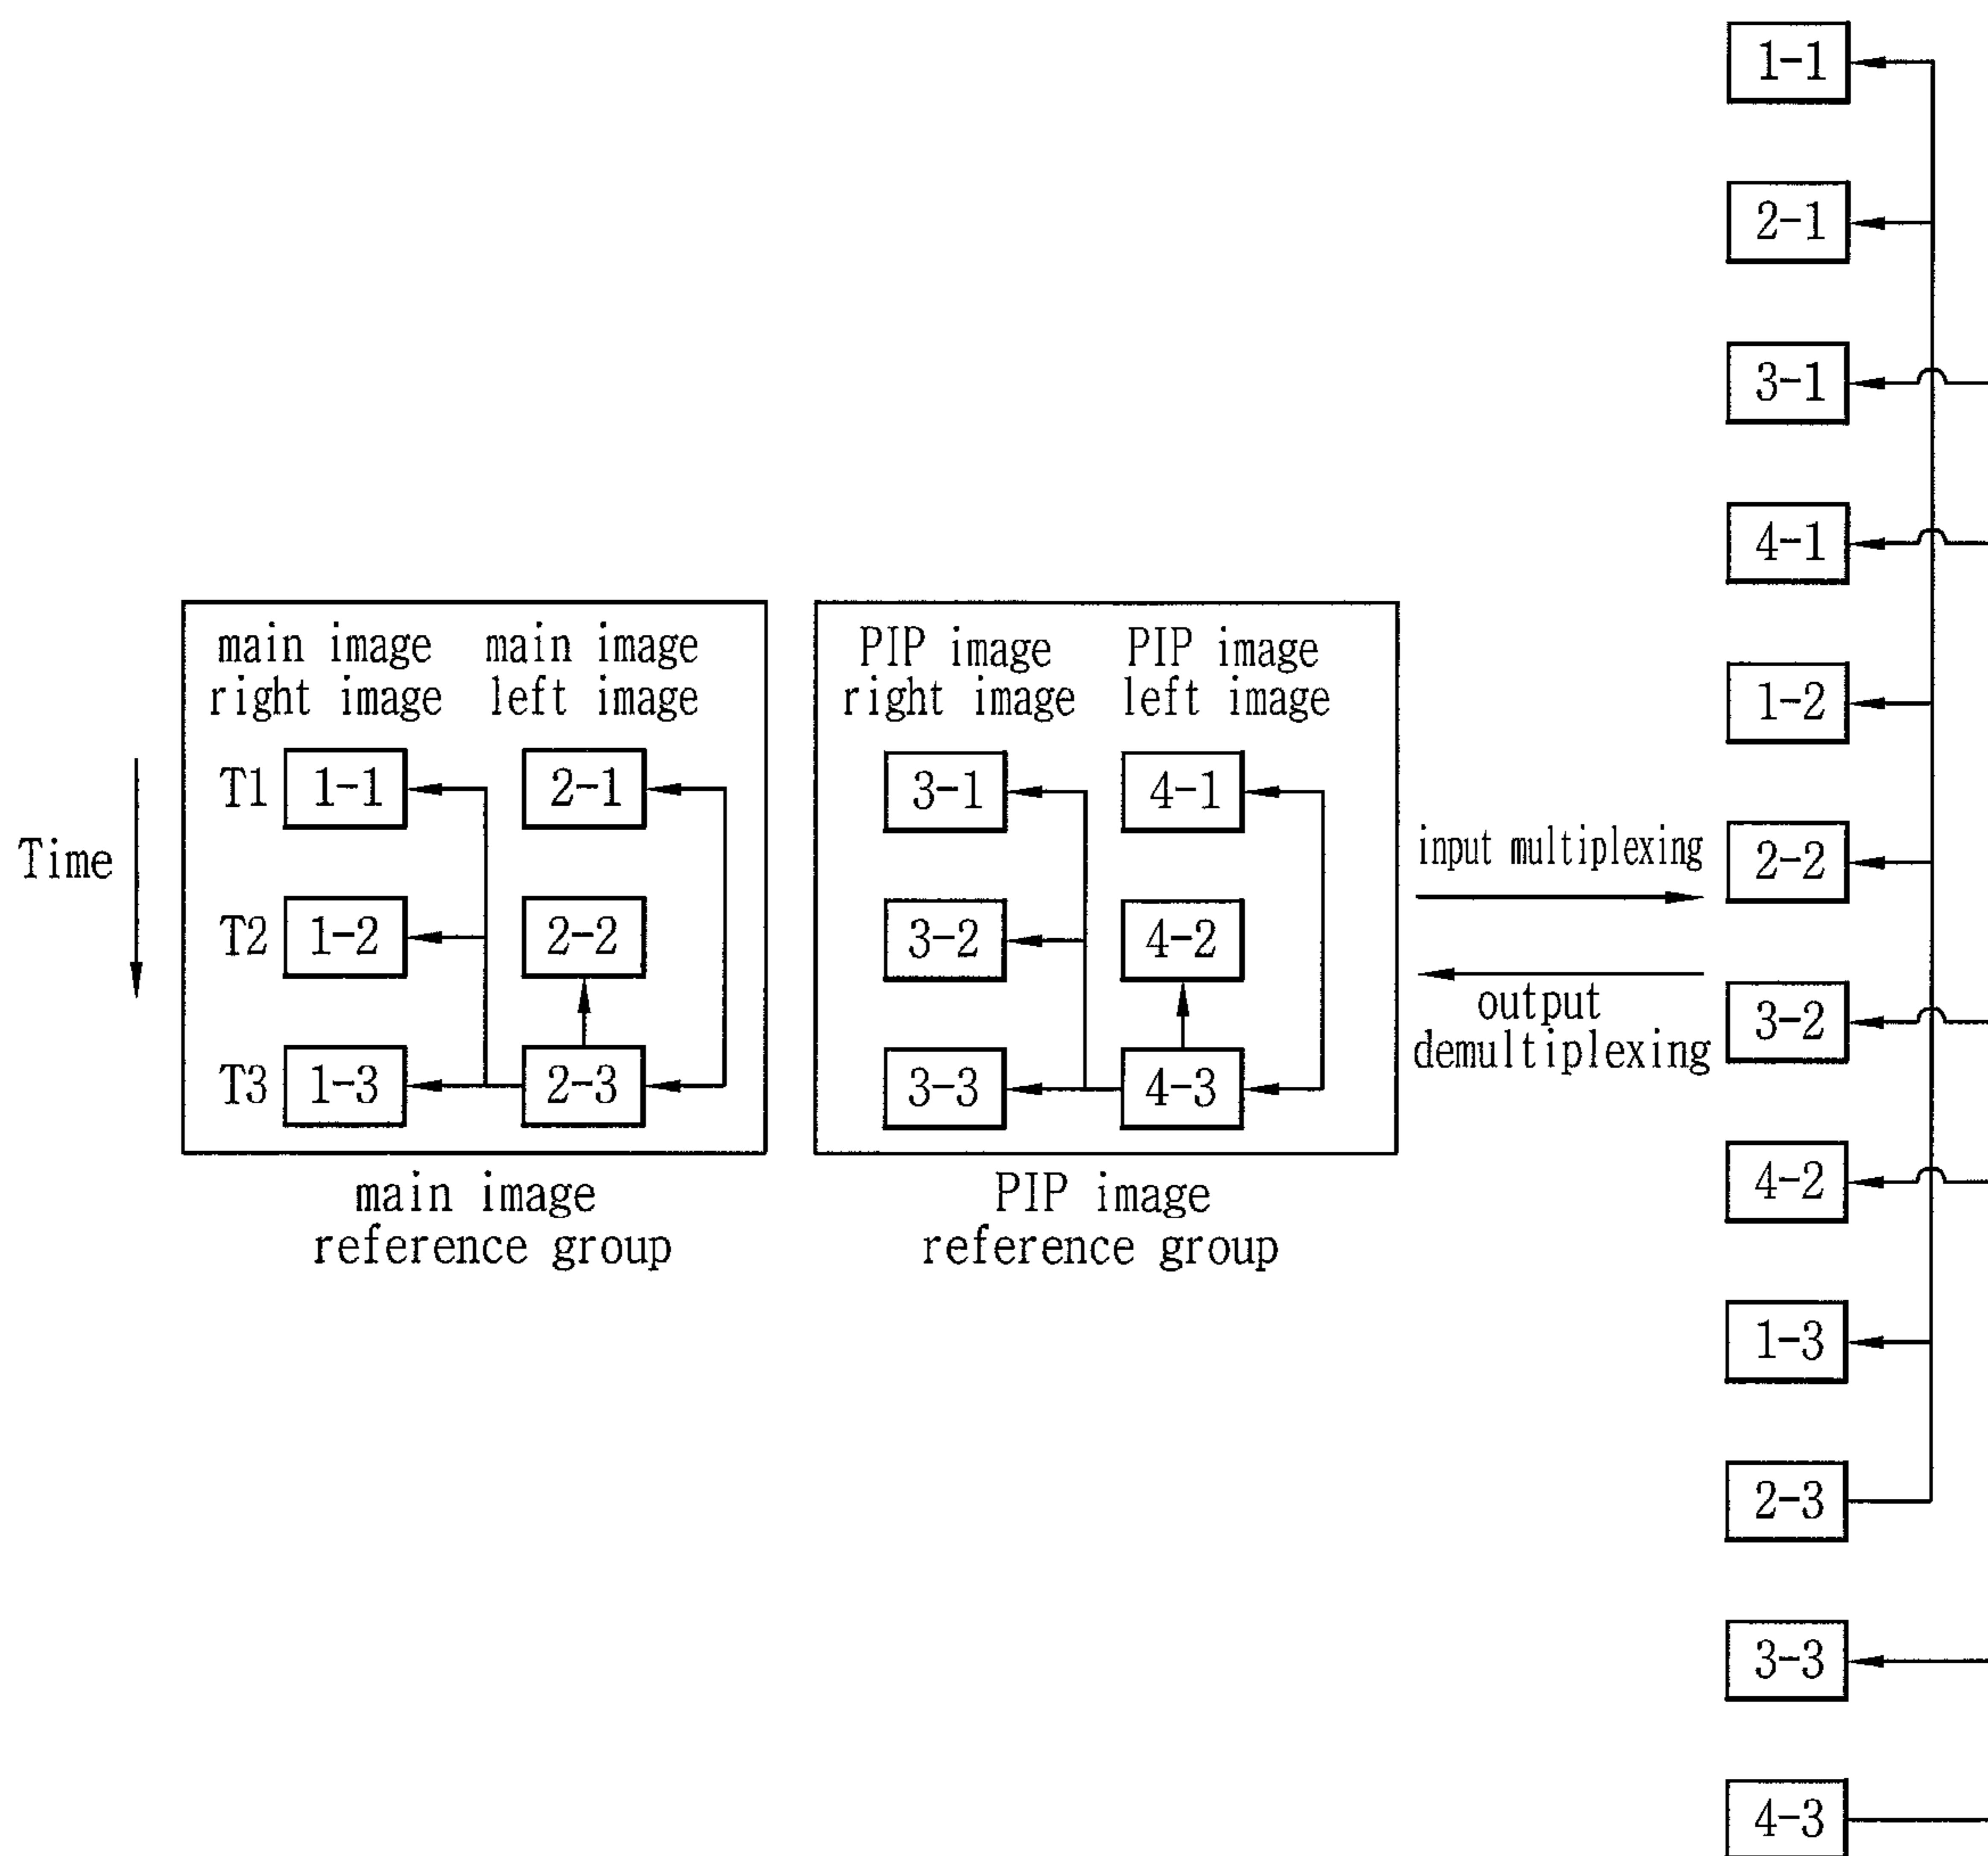 Time
main image
right image
main image
left image
T1
1-1
2-1
T2
1-2
2-2
T3
1-3
2-3
main image
reference group
PIP image
right image
PIP image
left image
3-1
4-1
3-2
4-2
3-3
4-3
PIP image
reference group
input multiplexing
output
demultiplexing
1-1
2-1
3-1
4-1
1-2
2-2
3-2
4-2
1-3
2-3
3-3
4-3